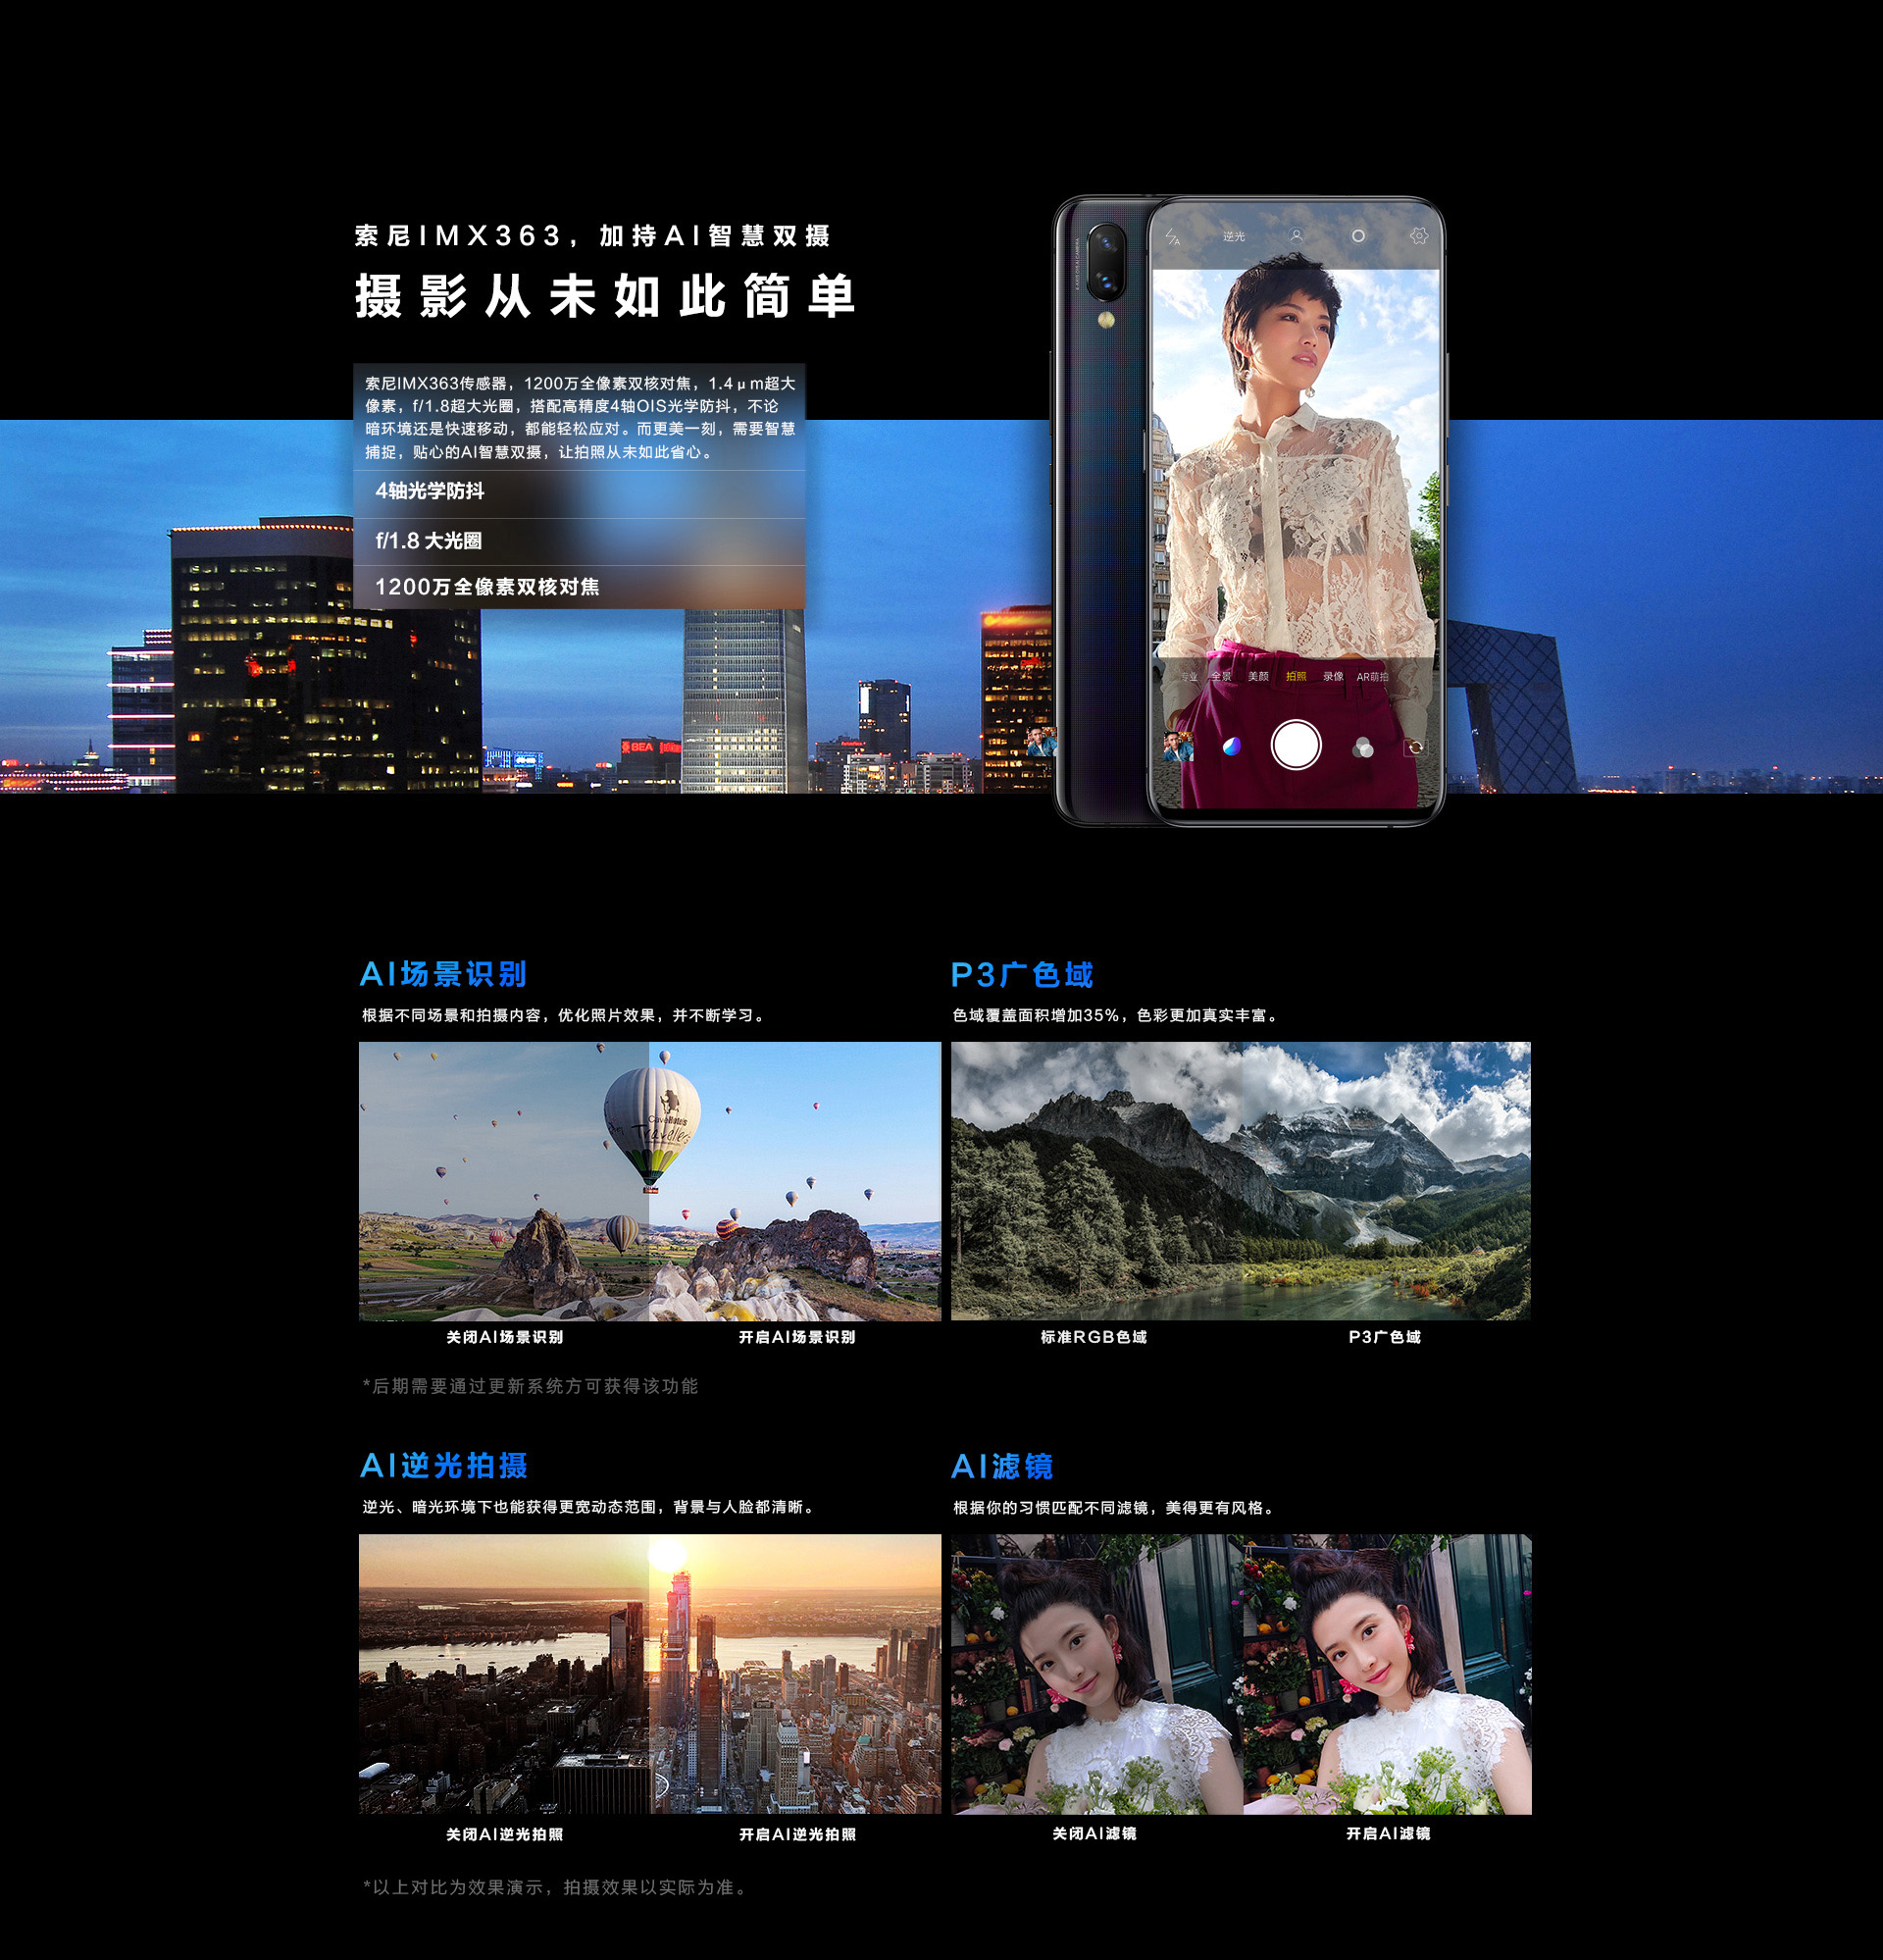 索尼IMX363，加持AI智慧双摄
摄影从未如此简单
索尼IMX363传感器，1200万全像素双核对焦，1.4μm超大
像素，f/1.8超大光圈，搭配高精度4轴OIS光学防抖，不论
暗环境还是快速移动，都能轻松应对。而更美一刻，需要智慧
捕捉，贴心的AI智慧双摄，让拍照从未如此省心。
4轴光学防抖
f/1.8 大光圈
1200万全像素双核对焦
逆光
专业 全景 美颜 拍照 录像 AR萌拍
BEA
AI场景识别
根据不同场景和拍摄内容，优化照片效果，并不断学习。
Traveller
关闭AI场景识别 开启AI场景识别
*后期需要通过更新系统方可获得该功能
P3广色域
色域覆盖面积增加35%，色彩更加真实丰富。
标准RGB色域 P3广色域
AI逆光拍摄
逆光、暗光环境下也能获得更宽动态范围，背景与人脸都清晰。
关闭AI逆光拍照 开启AI逆光拍照
AI滤镜
根据你的习惯匹配不同滤镜，美得更有风格。
关闭AI滤镜 开启AI滤镜
*以上对比为效果演示，拍摄效果以实际为准。